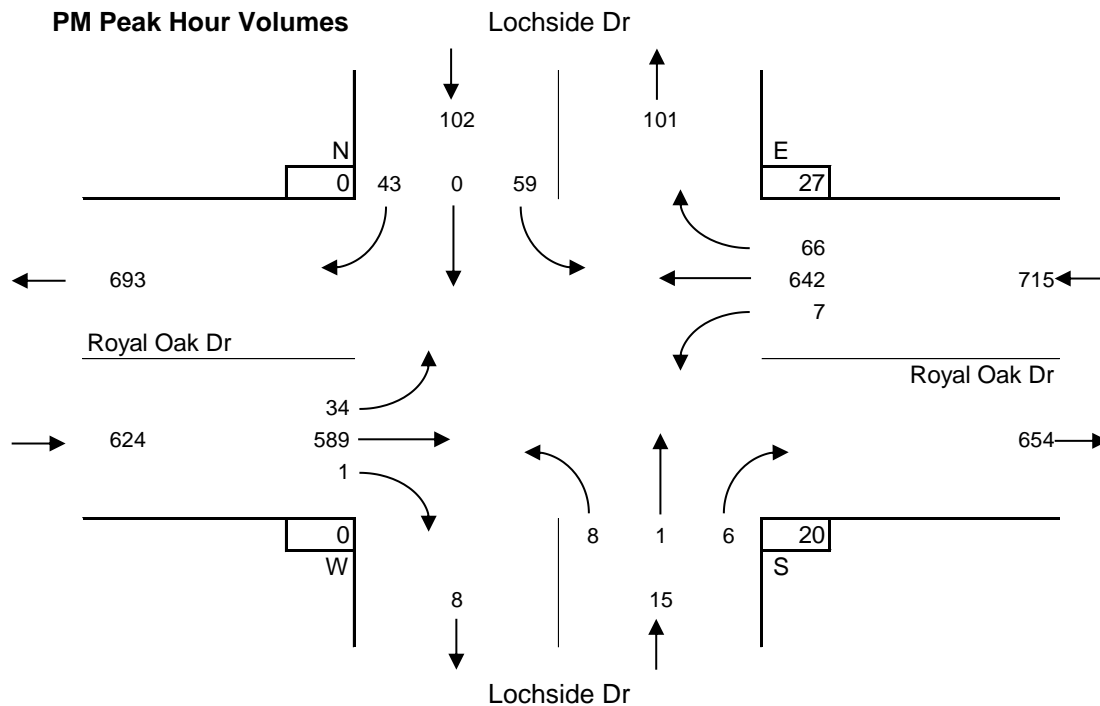 PM Peak Hour Volumes Lochside Dr
102 101
N E
0 43 0 59 27
66
693 642 715
7
Royal Oak Dr
Royal Oak Dr
34
624 589 654
1
0 8 1 6 20
W S
8 15
Lochside Dr